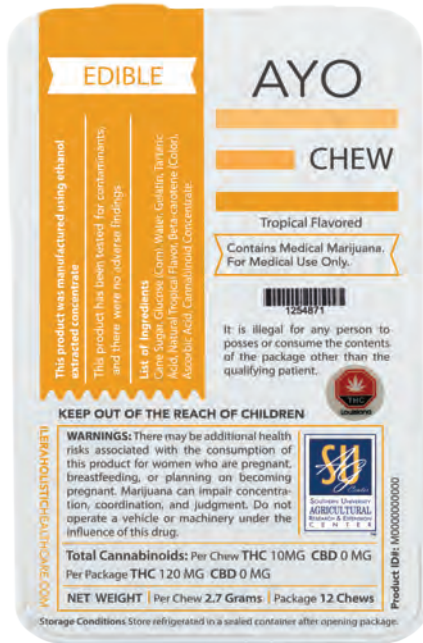 EDIBLE
This product was manufactured using ethanol
extracted concentrate
This product has been tested for contaminants,
and there were no adverse findings
List of Ingredients
Cane Sugar, Glucose (Corn), Water, Gelatin, Tartaric
Acid, Natural Tropical Flavor, Beta-carotene (Color),
Ascorbic Acid, Cannabinoid Concentrate
AYO
CHEW
Tropical Flavored
Contains Medical Marijuana.
For Medical Use Only.
1254871
It is illegal for any person to
posses or consume the contents
of the package other than the
qualifying patient.
THC
LOUISIANA
KEEP OUT OF THE REACH OF CHILDREN
WARNINGS: There may be additional health
risks associated with the consumption of
this product for women who are pregnant,
breastfeeding, or planning on becoming
pregnant. Marijuana can impair concentra-
tion, coordination, and judgment. Do not
operate a vehicle or machinery under the
influence of this drug.
SU
Ag
Center
SOUTHERN UNIVERSITY
AGRICULTURAL
RESEARCH & EXTENSION
CENTER
Total Cannabinoids: Per Chew THC 10MG CBD 0 MG
Per Package THC 120 MG CBD 0 MG
NET WEIGHT | Per Chew 2.7 Grams | Package 12 Chews
ILERAHOLISTICHEALTHCARE.COM
Product ID#: M00000000000
Storage Conditions Store refrigerated in a sealed container after opening package.